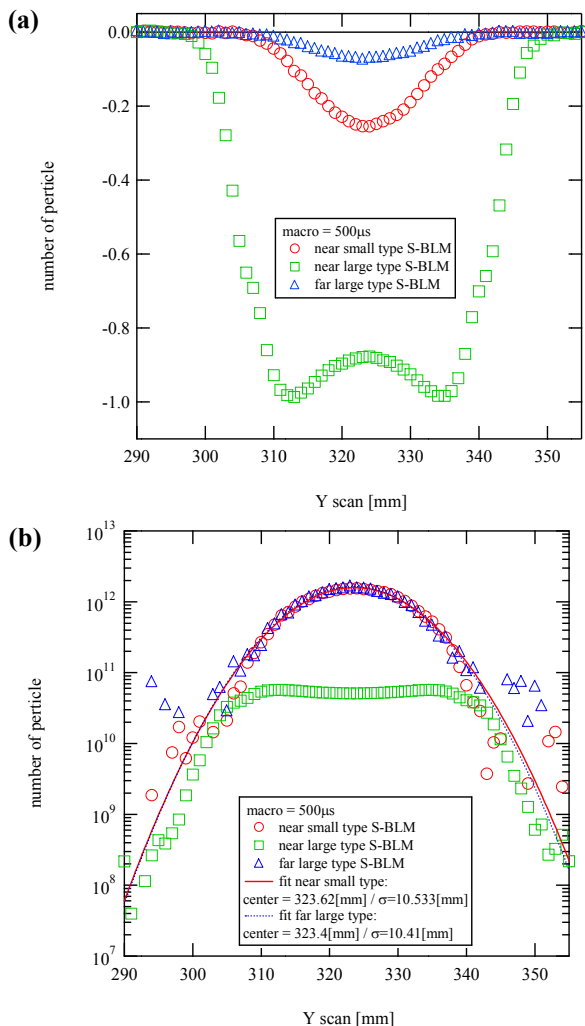 (a)
0.0
-0.2
-0.4
-0.6
-0.8
-1.0
number of perticle
macro = 500μs
near small type S-BLM
near large type S-BLM
far large type S-BLM
290 300 310 320 330 340 350
Y scan [mm]
(b)
10^13
10^12
10^11
10^10
10^9
10^8
10^7
number of perticle
macro = 500μs
near small type S-BLM
near large type S-BLM
far large type S-BLM
fit near small type:
center = 323.62[mm] / σ=10.533[mm]
fit far large type:
center = 323.4[mm] / σ=10.41[mm]
290 300 310 320 330 340 350
Y scan [mm]